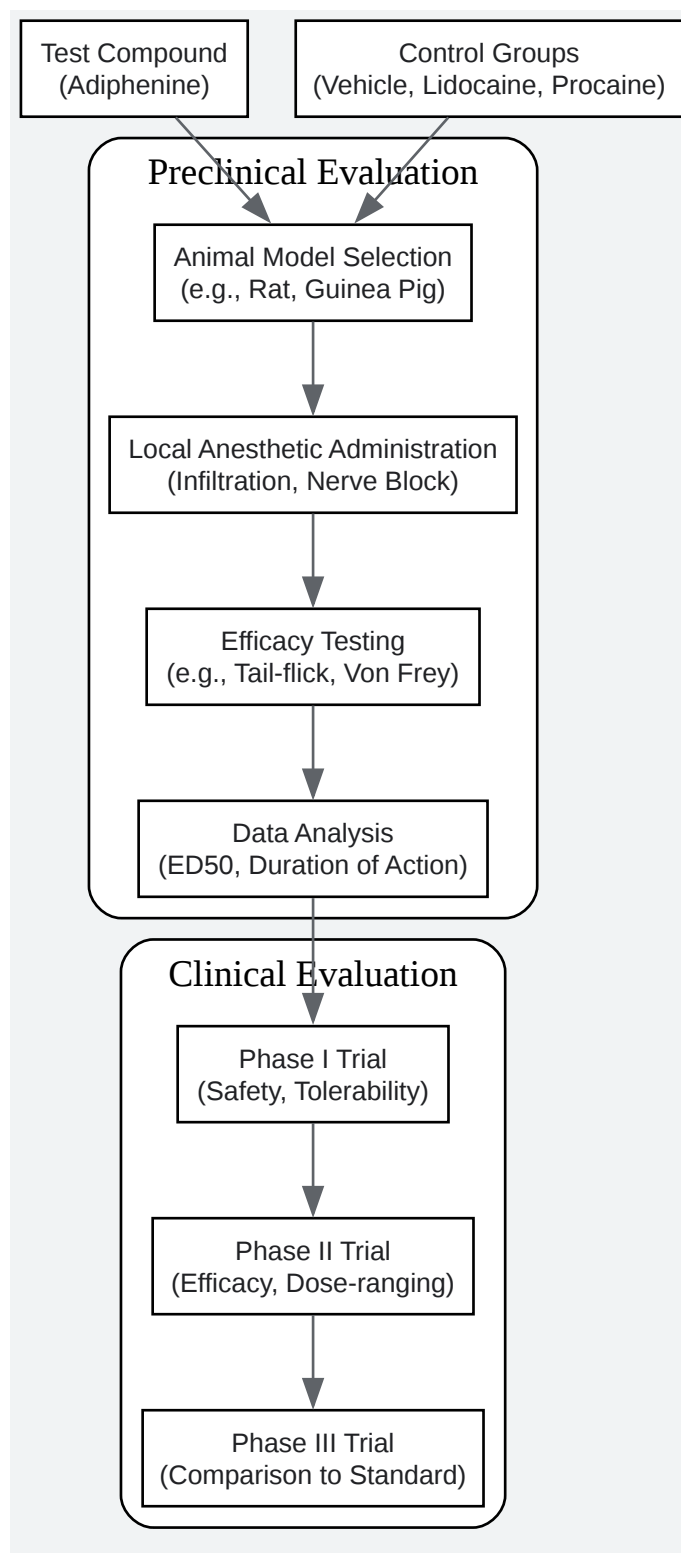 Test Compound
(Adiphenine)
Control Groups
(Vehicle, Lidocaine, Procaine)
Preclinical Evaluation
Animal Model Selection
(e.g., Rat, Guinea Pig)
Local Anesthetic Administration
(Infiltration, Nerve Block)
Efficacy Testing
(e.g., Tail-flick, Von Frey)
Data Analysis
(ED50, Duration of Action)
Clinical Evaluation
Phase I Trial
(Safety, Tolerability)
Phase II Trial
(Efficacy, Dose-ranging)
Phase III Trial
(Comparison to Standard)